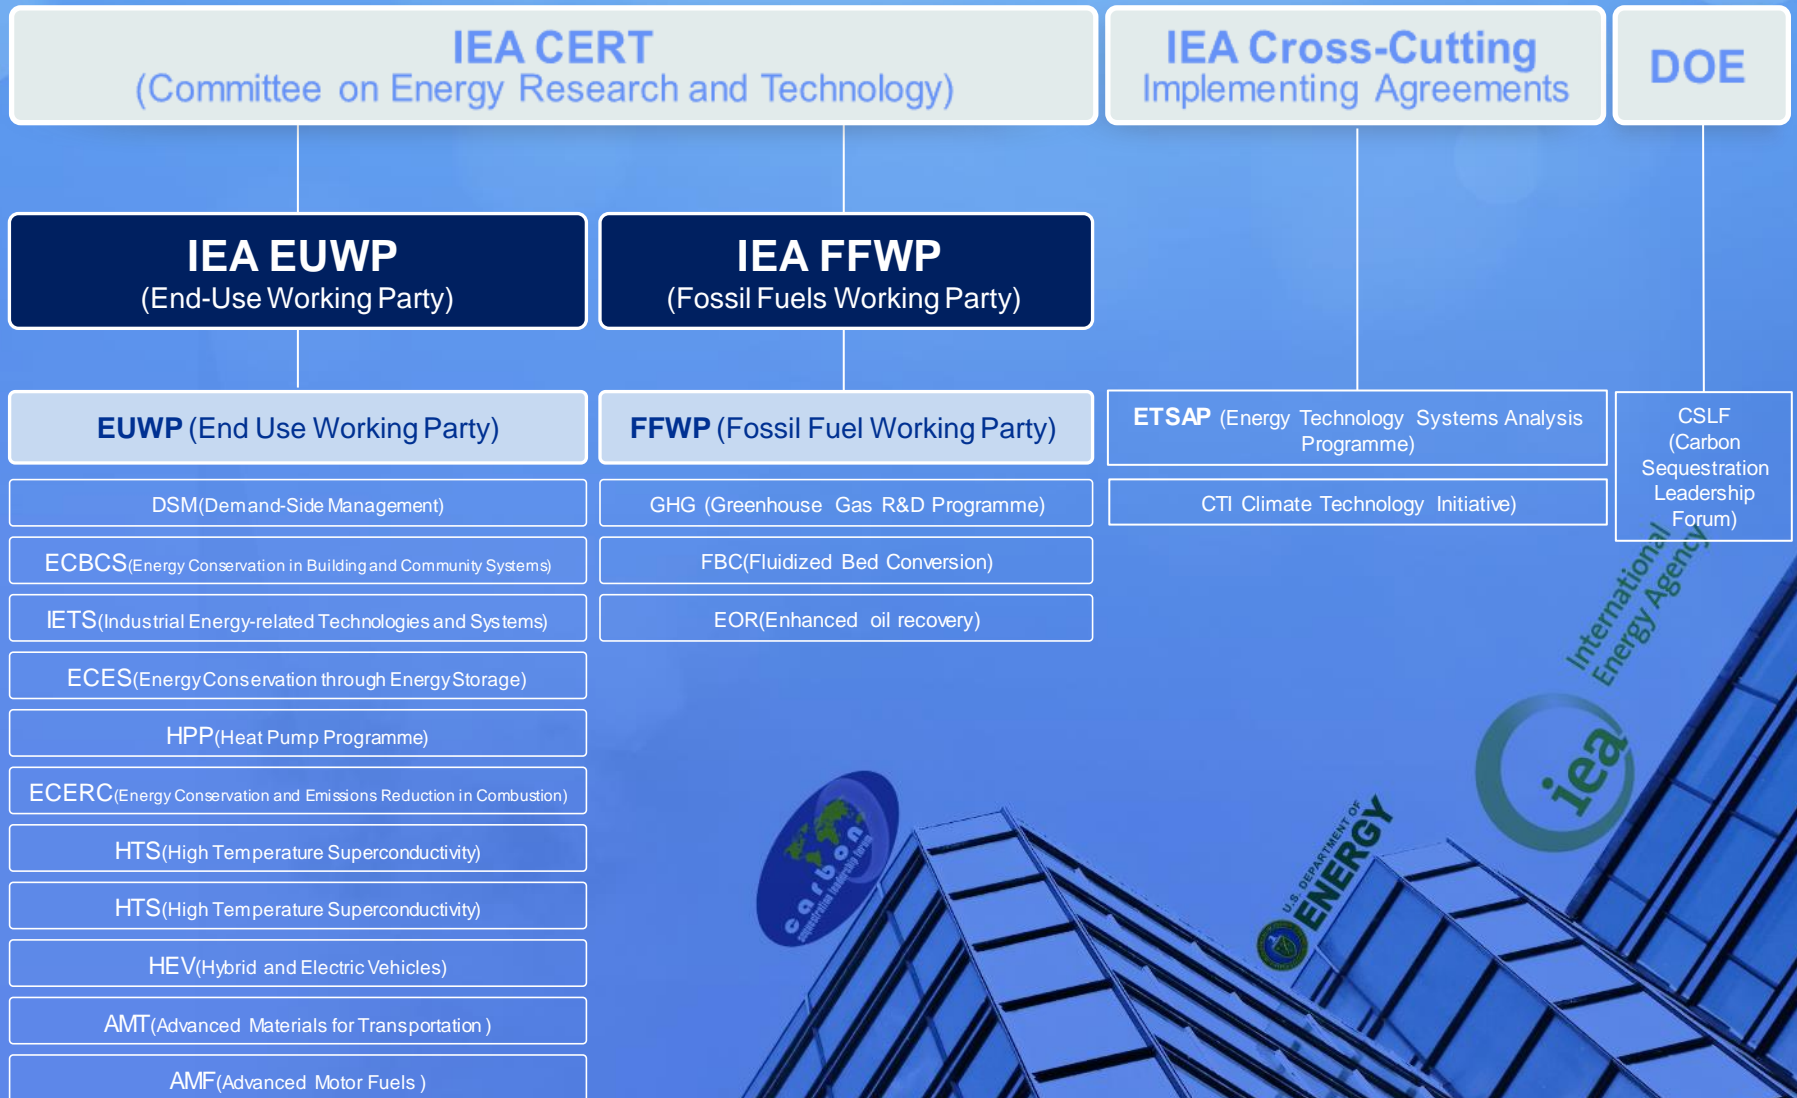 IEA CERT
(Committee on Energy Research and Technology)
IEA Cross-Cutting
Implementing Agreements
DOE
IEA EUWP
(End-Use Working Party)
IEA FFWP
(Fossil Fuels Working Party)
EUWP (End Use Working Party)
DSM(Demand-Side Management)
ECBCS(Energy Conservation in Building and Community Systems)
IETS(Industrial Energy-related Technologies and Systems)
ECES(Energy Conservation through Energy Storage)
HPP(Heat Pump Programme)
ECERC(Energy Conservation and Emissions Reduction in Combustion)
HTS(High Temperature Superconductivity)
HTS(High Temperature Superconductivity)
HEV(Hybrid and Electric Vehicles)
AMT(Advanced Materials for Transportation )
AMF(Advanced Motor Fuels )
FFWP (Fossil Fuel Working Party)
GHG (Greenhouse Gas R&D Programme)
FBC(Fluidized Bed Conversion)
EOR(Enhanced oil recovery)
ETSAP (Energy Technology Systems Analysis
Programme)
CTI Climate Technology Initiative)
CSLF
(Carbon
Sequestration
Leadership
Forum)
carbon
sequestration leadership forum
U.S. DEPARTMENT OF
ENERGY
International
Energy Agency
iea